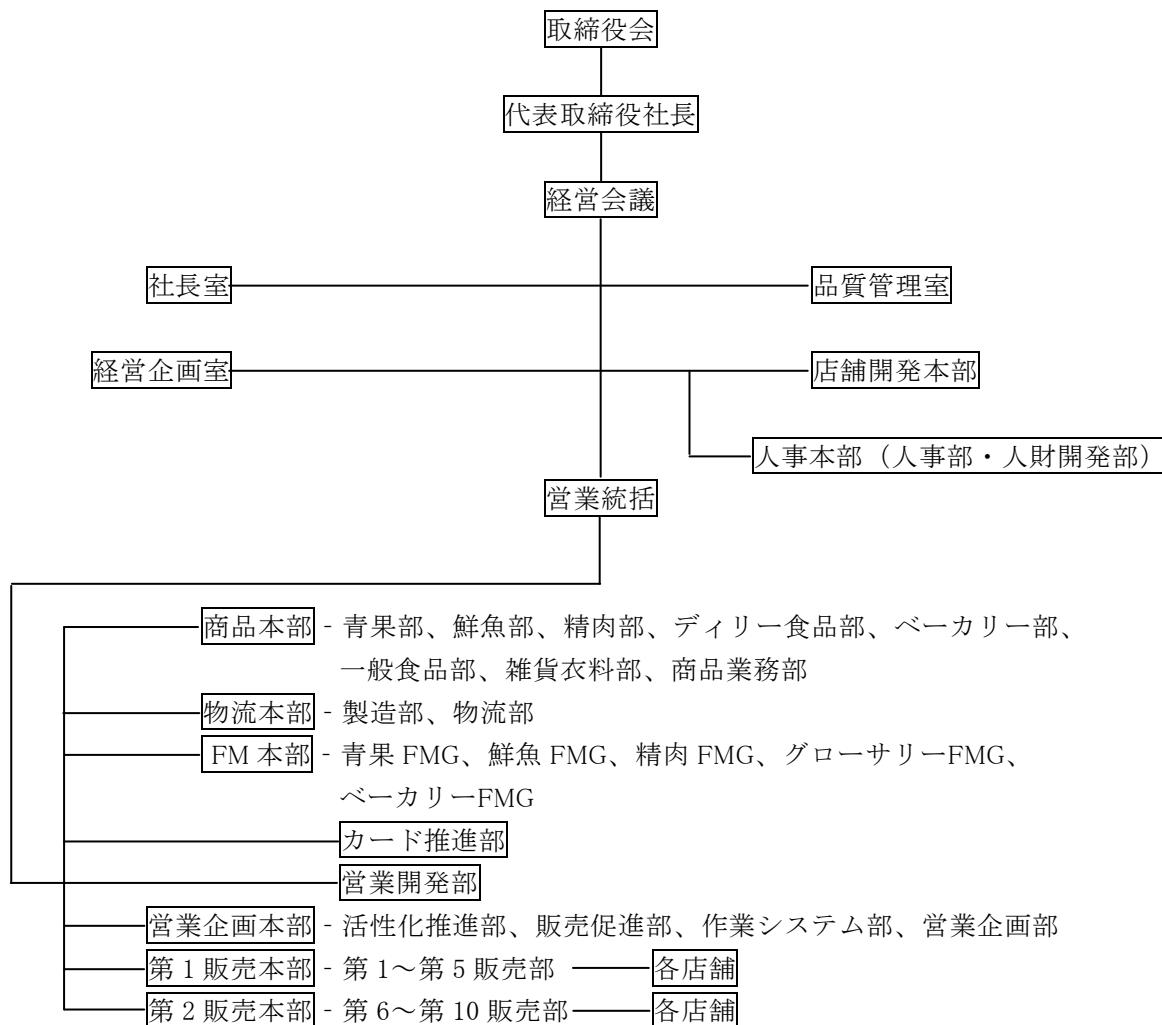 取締役会
代表取締役社長
経営会議
社長室
品質管理室
経営企画室
店舗開発本部
人事本部（人事部・人財開発部）
営業統括
商品本部 - 青果部、鮮魚部、精肉部、ディリー食品部、ベーカリー部、
一般食品部、雑貨衣料部、商品業務部
物流本部 - 製造部、物流部
FM 本部 - 青果 FMG、鮮魚 FMG、精肉 FMG、グローサリーFMG、
ベーカリーFMG
カード推進部
営業開発部
営業企画本部 - 活性化推進部、販売促進部、作業システム部、営業企画部
第 1 販売本部 - 第 1～第 5 販売部 各店舗
第 2 販売本部 - 第 6～第 10 販売部 各店舗